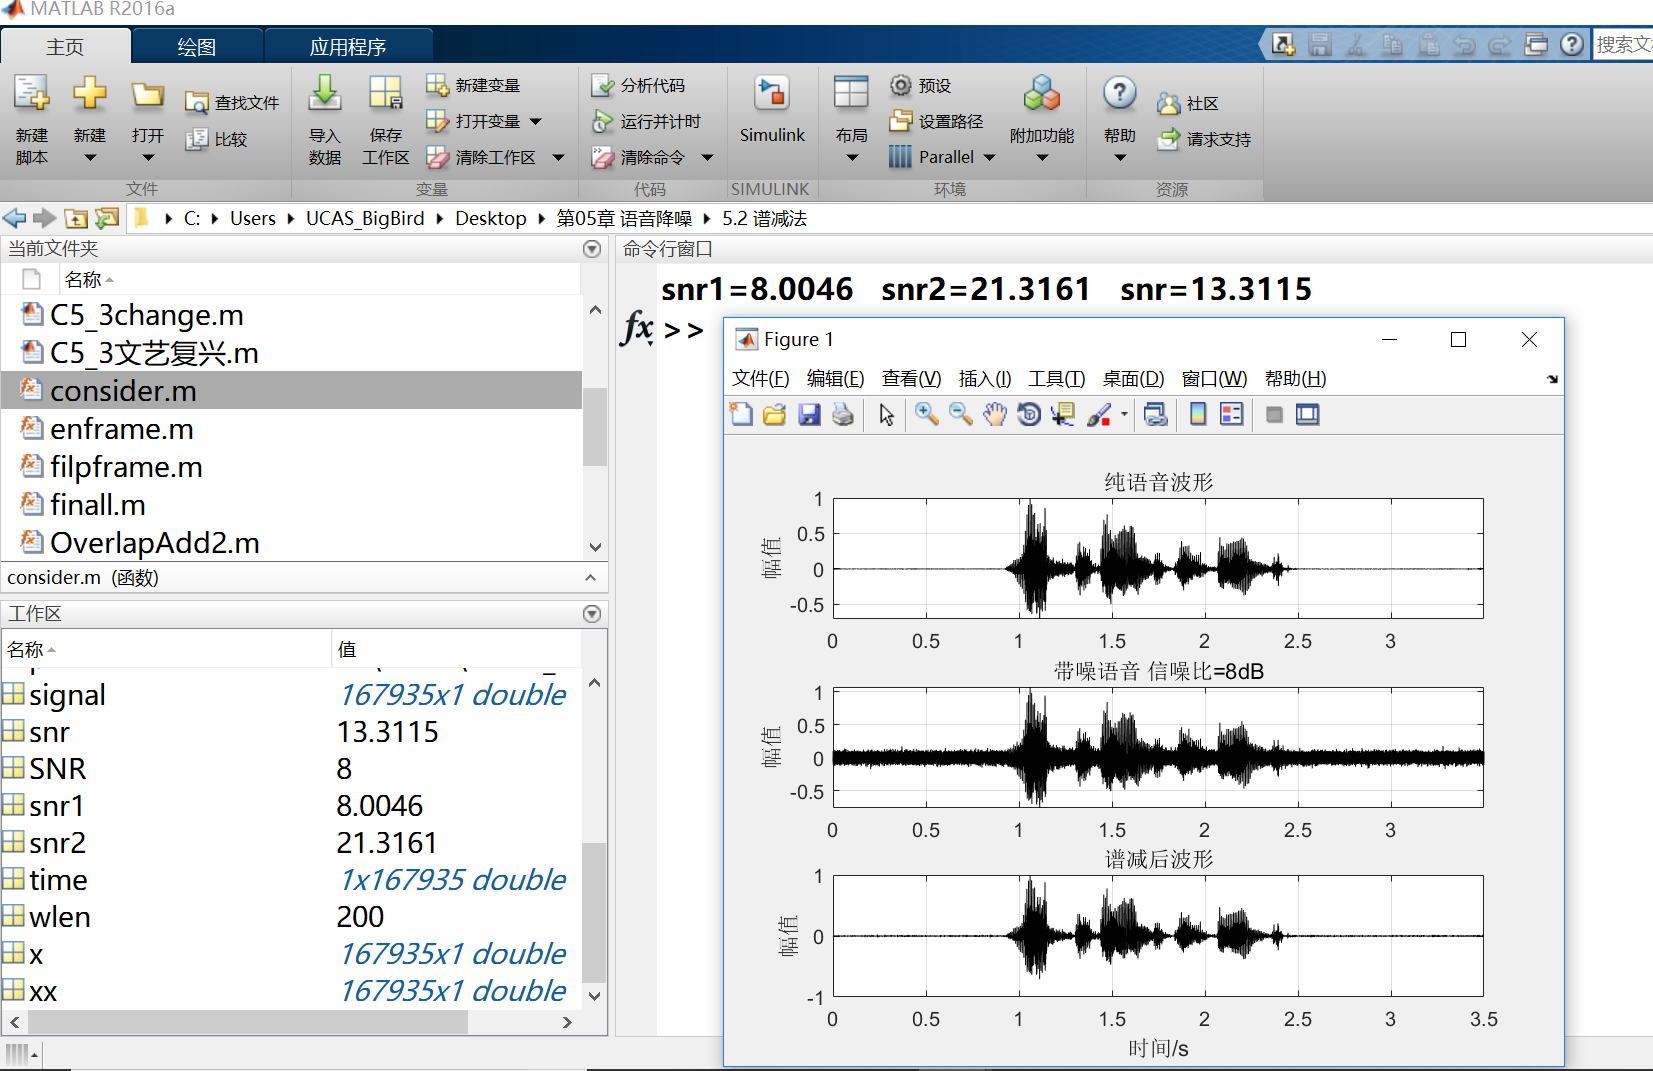 MATLAB R2016a
主页 绘图 应用程序
搜索文
新建脚本 新建 打开 查找文件 比较
文件
导入数据 保存工作区 新建变量 打开变量 清除工作区
变量
分析代码 运行并计时 清除命令
代码
Simulink
SIMULINK
布局 预设 设置路径 Parallel 附加功能
环境
帮助 社区 请求支持
资源
C: Users UCAS_BigBird Desktop 第05章 语音降噪 5.2 谱减法
当前文件夹
名称
C5_3change.m
C5_3文艺复兴.m
consider.m
enframe.m
filpframe.m
finall.m
OverlapAdd2.m
consider.m (函数)
工作区
名称 值
signal 167935x1 double
snr 13.3115
SNR 8
snr1 8.0046
snr2 21.3161
time 1x167935 double
wlen 200
x 167935x1 double
xx 167935x1 double
命令行窗口
snr1=8.0046 snr2=21.3161 snr=13.3115
fx >>
Figure 1
文件(F) 编辑(E) 查看(V) 插入(I) 工具(T) 桌面(D) 窗口(W) 帮助(H)
纯语音波形
幅值
1
0.5
0
-0.5
0 0.5 1 1.5 2 2.5 3
带噪语音 信噪比=8dB
幅值
1
0.5
0
-0.5
0 0.5 1 1.5 2 2.5 3
谱减后波形
幅值
1
0
-1
0 0.5 1 1.5 2 2.5 3 3.5
时间/s